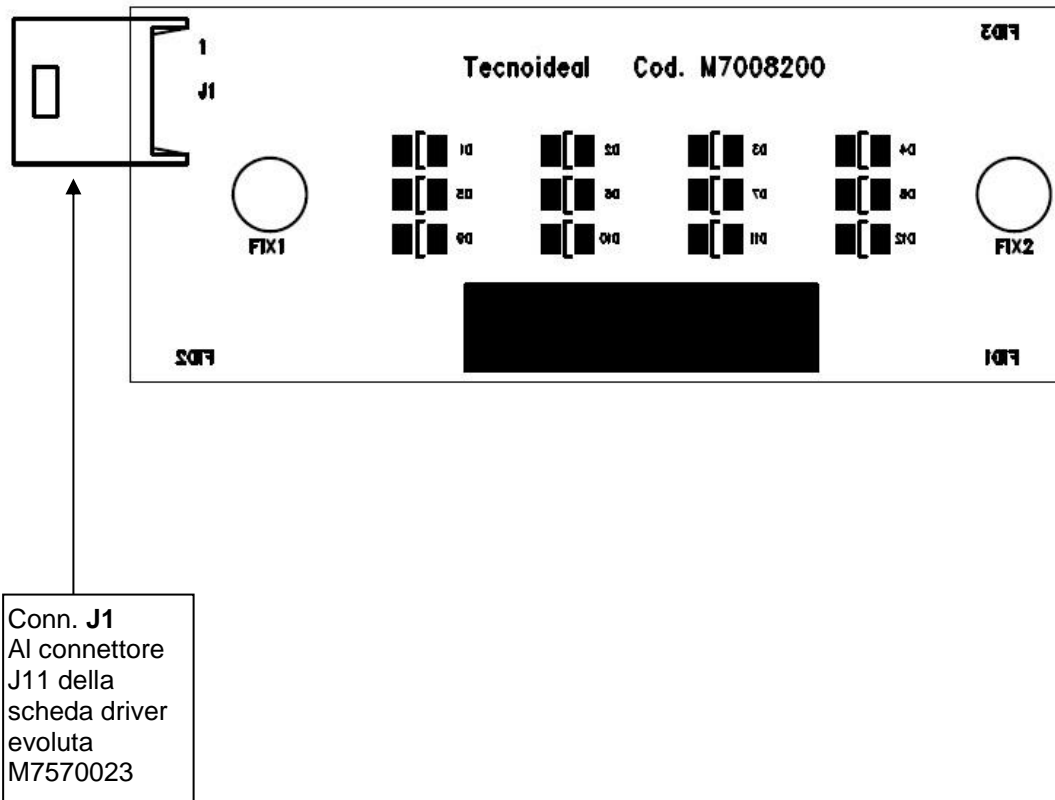 FID3
1
Tecnoideal Cod. M7008200
J1
D1 D2 D3 D4
D5 D6 D7 D8
D9 D10 D11 D12
FIX1 FIX2
FID2 FID1
Conn. J1
Al connettore
J11 della
scheda driver
evoluta
M7570023